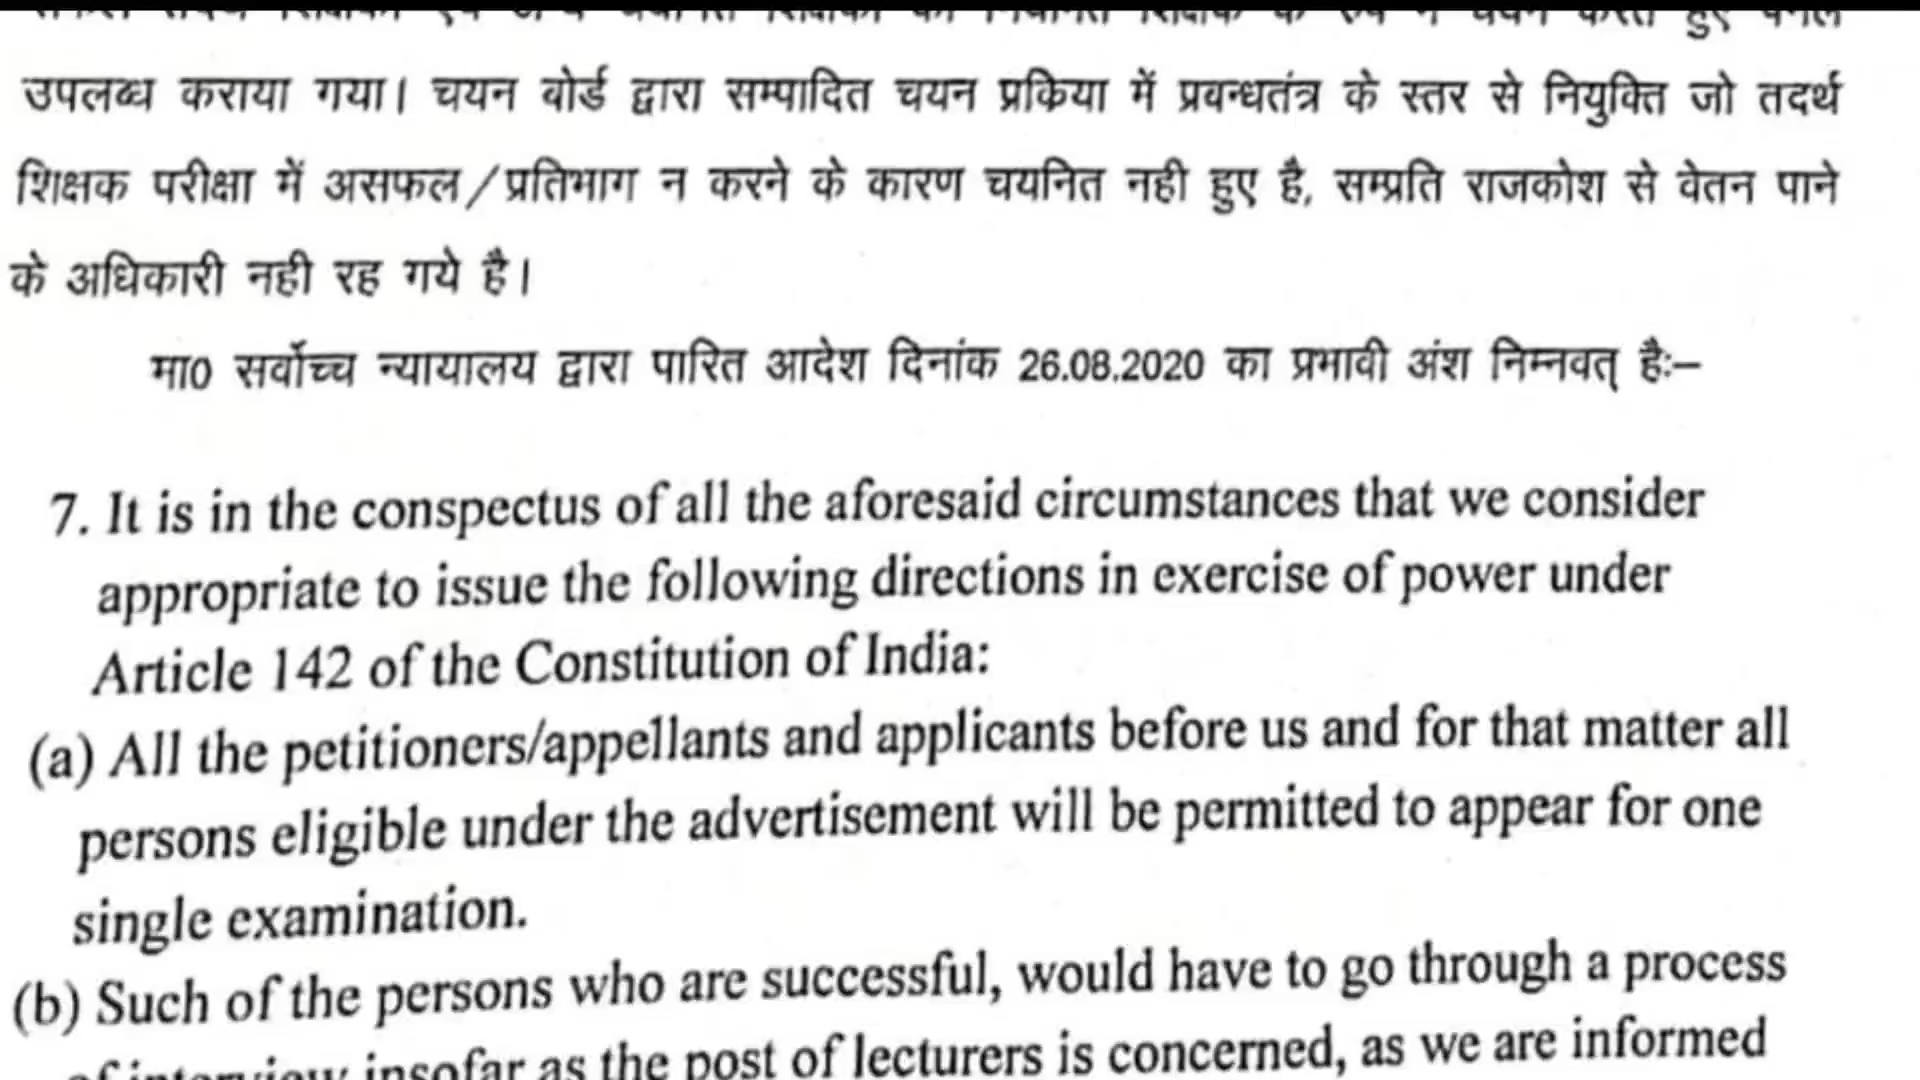 उपलब्ध कराया गया। चयन बोर्ड द्वारा सम्पादित चयन प्रकिया में प्रबन्धतंत्र के स्तर से नियुक्ति जो तदर्थ
शिक्षक परीक्षा में असफल/प्रतिभाग न करने के कारण चयनित नही हुए है, सम्प्रति राजकोश से वेतन पाने
के अधिकारी नही रह गये है।
मा0 सर्वोच्च न्यायालय द्वारा पारित आदेश दिनांक 26.08.2020 का प्रभावी अंश निम्नवत् हैः–
7. It is in the conspectus of all the aforesaid circumstances that we consider
appropriate to issue the following directions in exercise of power under
Article 142 of the Constitution of India:
(a) All the petitioners/appellants and applicants before us and for that matter all
persons eligible under the advertisement will be permitted to appear for one
single examination.
(b) Such of the persons who are successful, would have to go through a process
of interview insofar as the post of lecturers is concerned, as we are informed